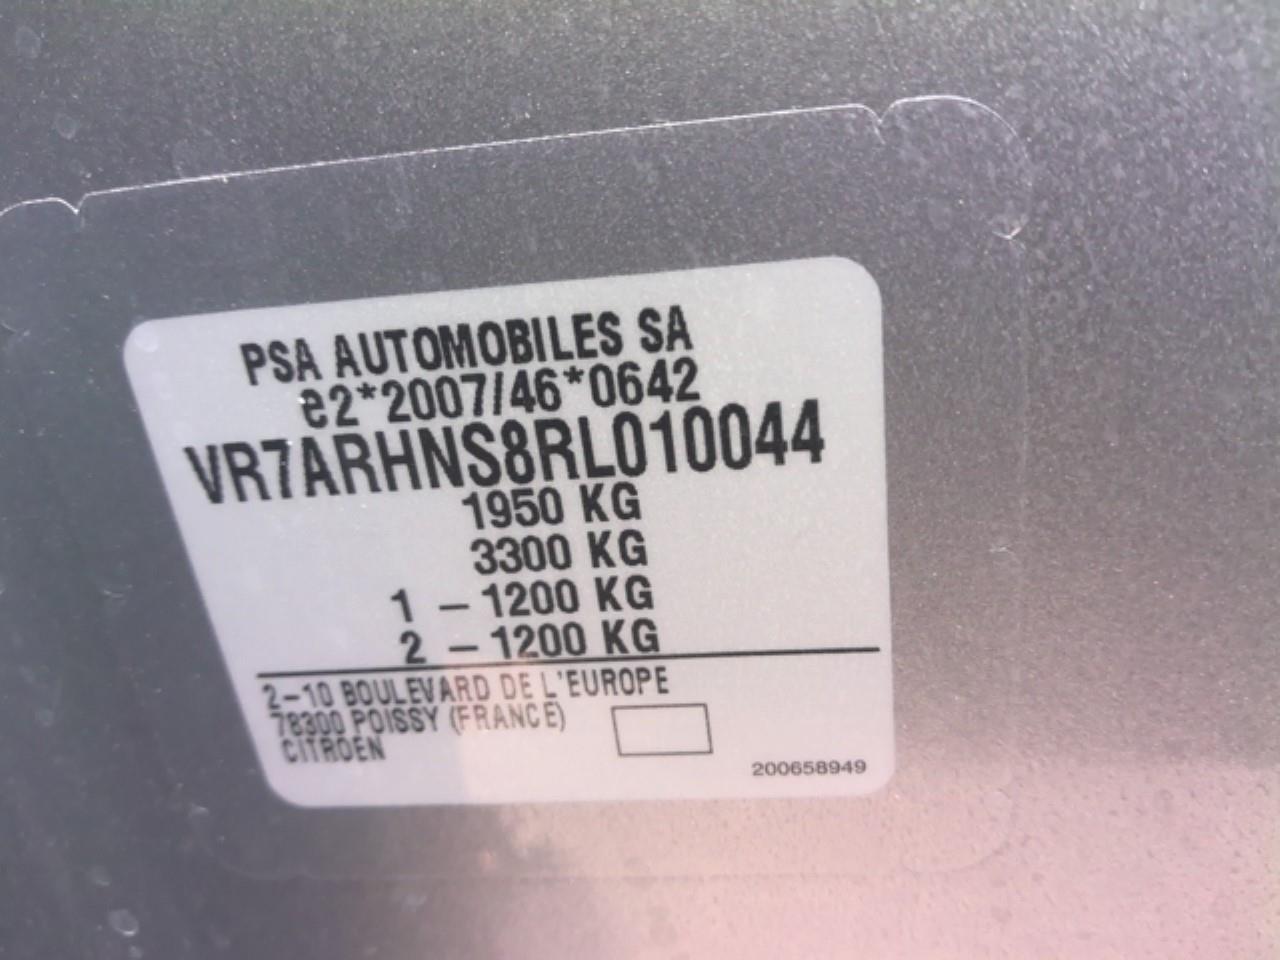 PSA AUTOMOBILES SA
e2*2007/46*0642
VR7ARHNS8RL010044
1950 KG
3300 KG
1 – 1200 KG
2 – 1200 KG
2–10 BOULEVARD DE L'EUROPE
78300 POISSY (FRANCE)
CITROEN
200658949